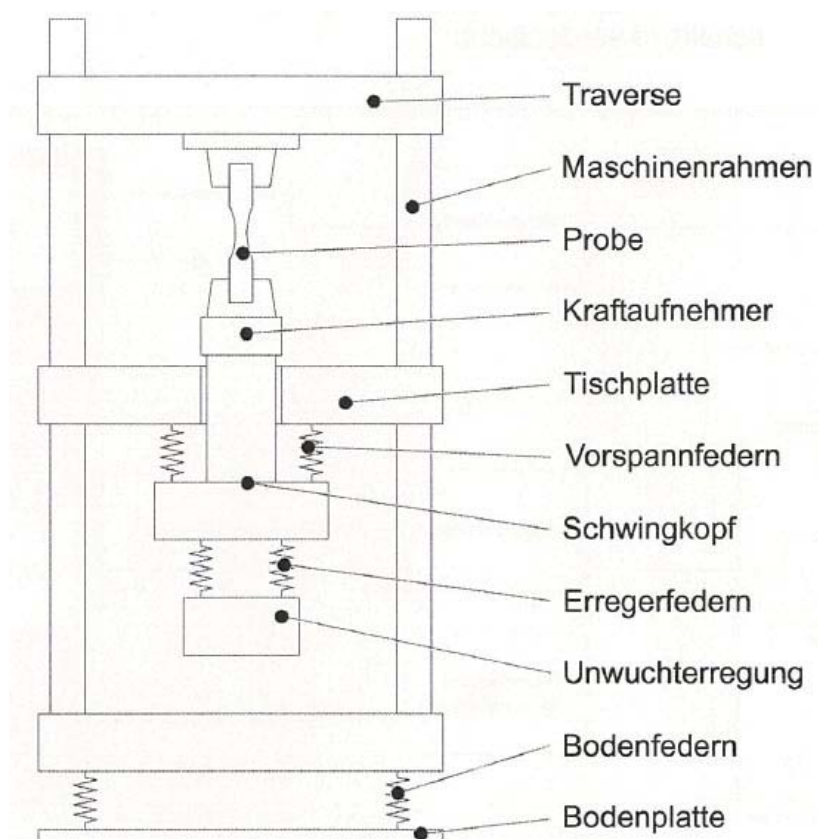 Traverse
Maschinenrahmen
Probe
Kraftaufnehmer
Tischplatte
Vorspannfedern
Schwingkopf
Erregerfedern
Unwuchterregung
Bodenfedern
Bodenplatte